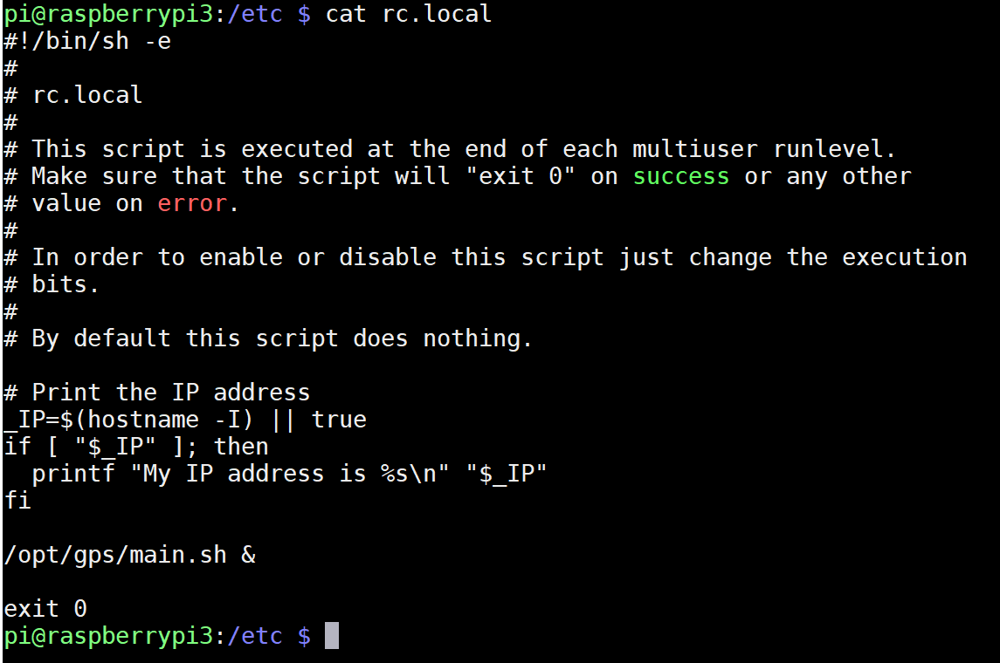 pi@raspberrypi3:/etc $ cat rc.local
#!/bin/sh -e
#
# rc.local
#
# This script is executed at the end of each multiuser runlevel.
# Make sure that the script will "exit 0" on success or any other
# value on error.
#
# In order to enable or disable this script just change the execution
# bits.
#
# By default this script does nothing.

# Print the IP address
_IP=$(hostname -I) || true
if [ "$_IP" ]; then
  printf "My IP address is %s\n" "$_IP"
fi

/opt/gps/main.sh &

exit 0
pi@raspberrypi3:/etc $